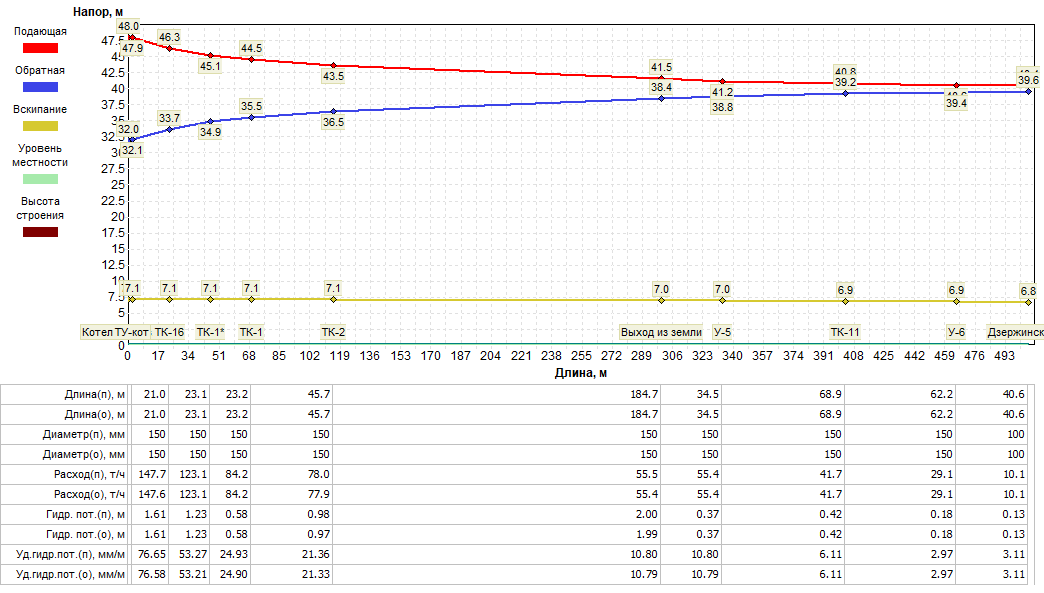 Напор, м
Подающая
Обратная
Вскипание
Уровень
местности
Высота
строения
47.5
45
42.5
40
37.5
35
32.5
30
27.5
25
22.5
20
17.5
15
12.5
10
7.5
5
2.5
0
48.0 46.3 45.1 44.5 43.5 41.5 41.2 40.8
47.9
32.0 33.7 34.9 35.5 36.5 38.4 38.8 39.2 39.4 39.6
32.1
7.1 7.1 7.1 7.1 7.1 7.0 7.0 6.9 6.9 6.8
Котел ТУ-кот ТК-16 ТК-1* ТК-1 ТК-2 Выход из земли У-5 ТК-11 У-6 Дзержинск
0 17 34 51 68 85 102 119 136 153 170 187 204 221 238 255 272 289 306 323 340 357 374 391 408 425 442 459 476 493
Длина, м
Длина(п), м 21.0 23.1 23.2 45.7 184.7 34.5 68.9 62.2 40.6
Длина(о), м 21.0 23.1 23.2 45.7 184.7 34.5 68.9 62.2 40.6
Диаметр(п), мм 150 150 150 150 150 150 150 150 100
Диаметр(о), мм 150 150 150 150 150 150 150 150 100
Расход(п), т/ч 147.7 123.1 84.2 78.0 55.5 55.4 41.7 29.1 10.1
Расход(о), т/ч 147.6 123.1 84.2 77.9 55.4 55.4 41.7 29.1 10.1
Гидр. пот.(п), м 1.61 1.23 0.58 0.98 2.00 0.37 0.42 0.18 0.13
Гидр. пот.(о), м 1.61 1.23 0.58 0.97 1.99 0.37 0.42 0.18 0.13
Уд.гидр.пот.(п), мм/м 76.65 53.27 24.93 21.36 10.80 10.80 6.11 2.97 3.11
Уд.гидр.пот.(о), мм/м 76.58 53.21 24.90 21.33 10.79 10.79 6.11 2.97 3.11